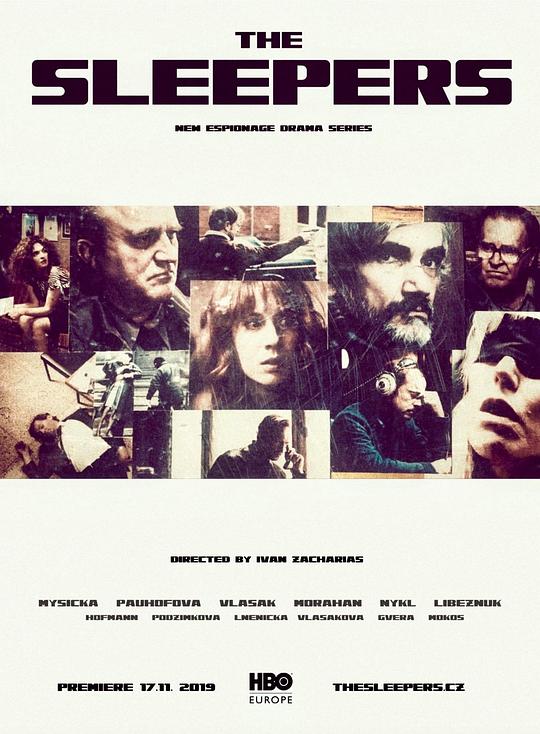 THE
SLEEPERS
NEW ESPIONAGE DRAMA SERIES
DIRECTED BY IVAN ZACHARIAS
MYSICKA PAUHOFOVA VLASAK MORAHAN NYKL LIBEZNUK
HOFMANN PODZIMKOVA LNENICKA VLASAKOVA GVERA MOKOS
PREMIERE 17.11. 2019 HBO EUROPE THESLEEPERS.CZ